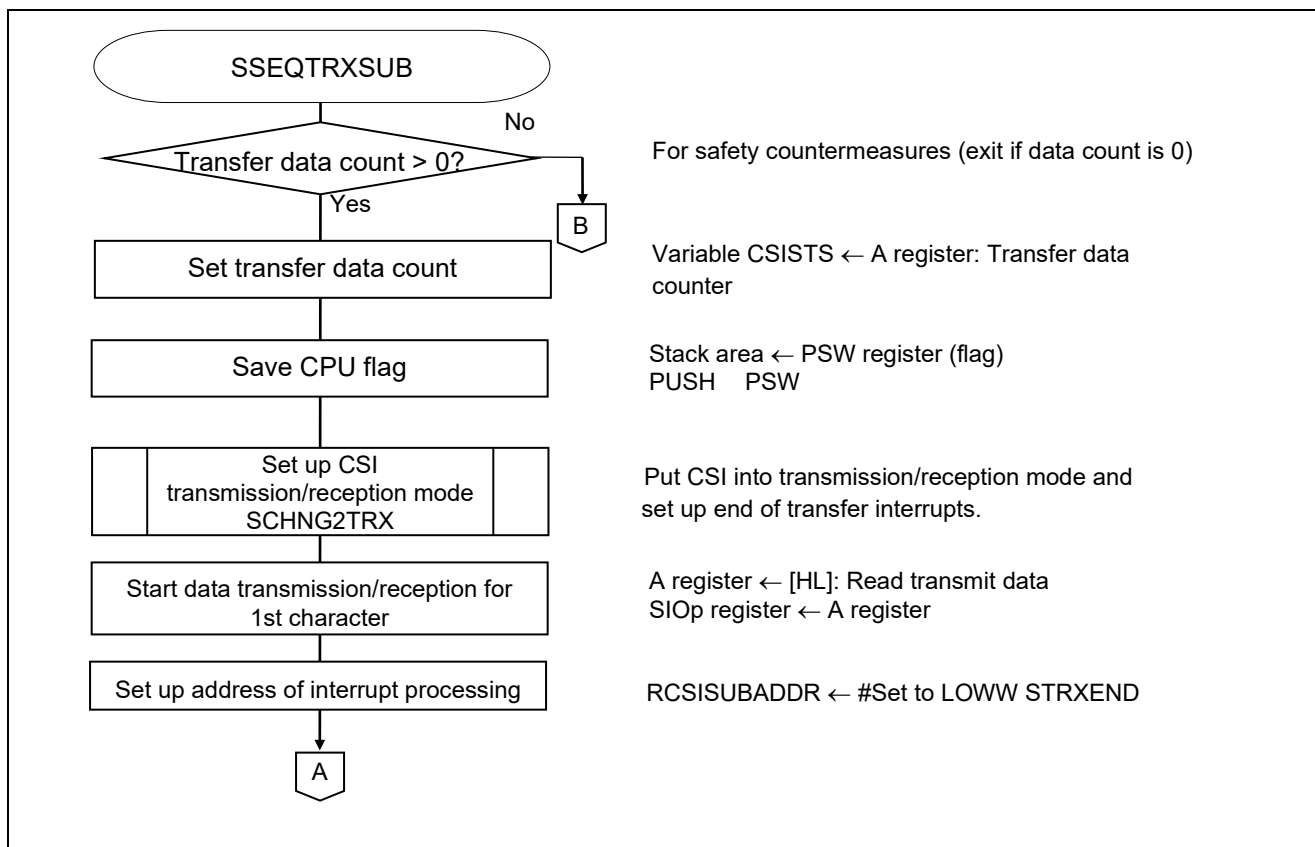 SSEQTRXSUB
No
Transfer data count > 0?
For safety countermeasures (exit if data count is 0)
Yes
B
Set transfer data count
Variable CSISTS ← A register: Transfer data
counter
Save CPU flag
Stack area ← PSW register (flag)
PUSH PSW
Set up CSI
transmission/reception mode
SCHNG2TRX
Put CSI into transmission/reception mode and
set up end of transfer interrupts.
Start data transmission/reception for
1st character
A register ← [HL]: Read transmit data
SIOp register ← A register
Set up address of interrupt processing
RCSISUBADDR ← #Set to LOWW STRXEND
A